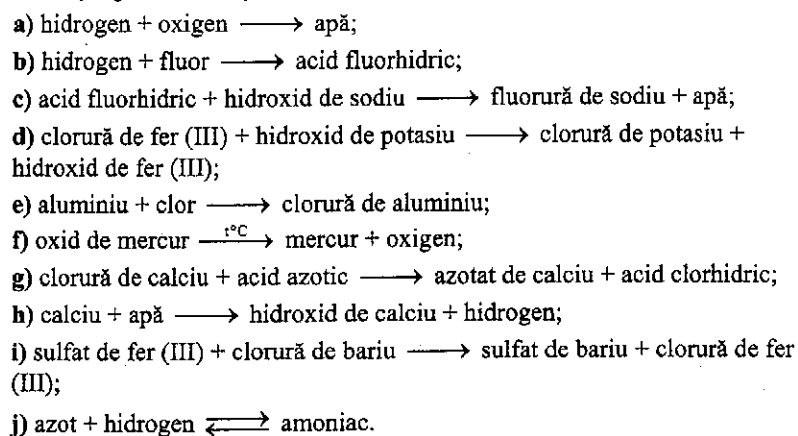 a) hidrogen + oxigen ⟶ apă;
b) hidrogen + fluor ⟶ acid fluorhidric;
c) acid fluorhidric + hidroxid de sodiu ⟶ fluorură de sodiu + apă;
d) clorură de fer (III) + hidroxid de potasiu ⟶ clorură de potasiu +
hidroxid de fer (III);
e) aluminiu + clor ⟶ clorură de aluminiu;
f) oxid de mercur —t°C→ mercur + oxigen;
g) clorură de calciu + acid azotic ⟶ azotat de calciu + acid clorhidric;
h) calciu + apă ⟶ hidroxid de calciu + hidrogen;
i) sulfat de fer (III) + clorură de bariu ⟶ sulfat de bariu + clorură de fer
(III);
j) azot + hidrogen ⇄ amoniac.